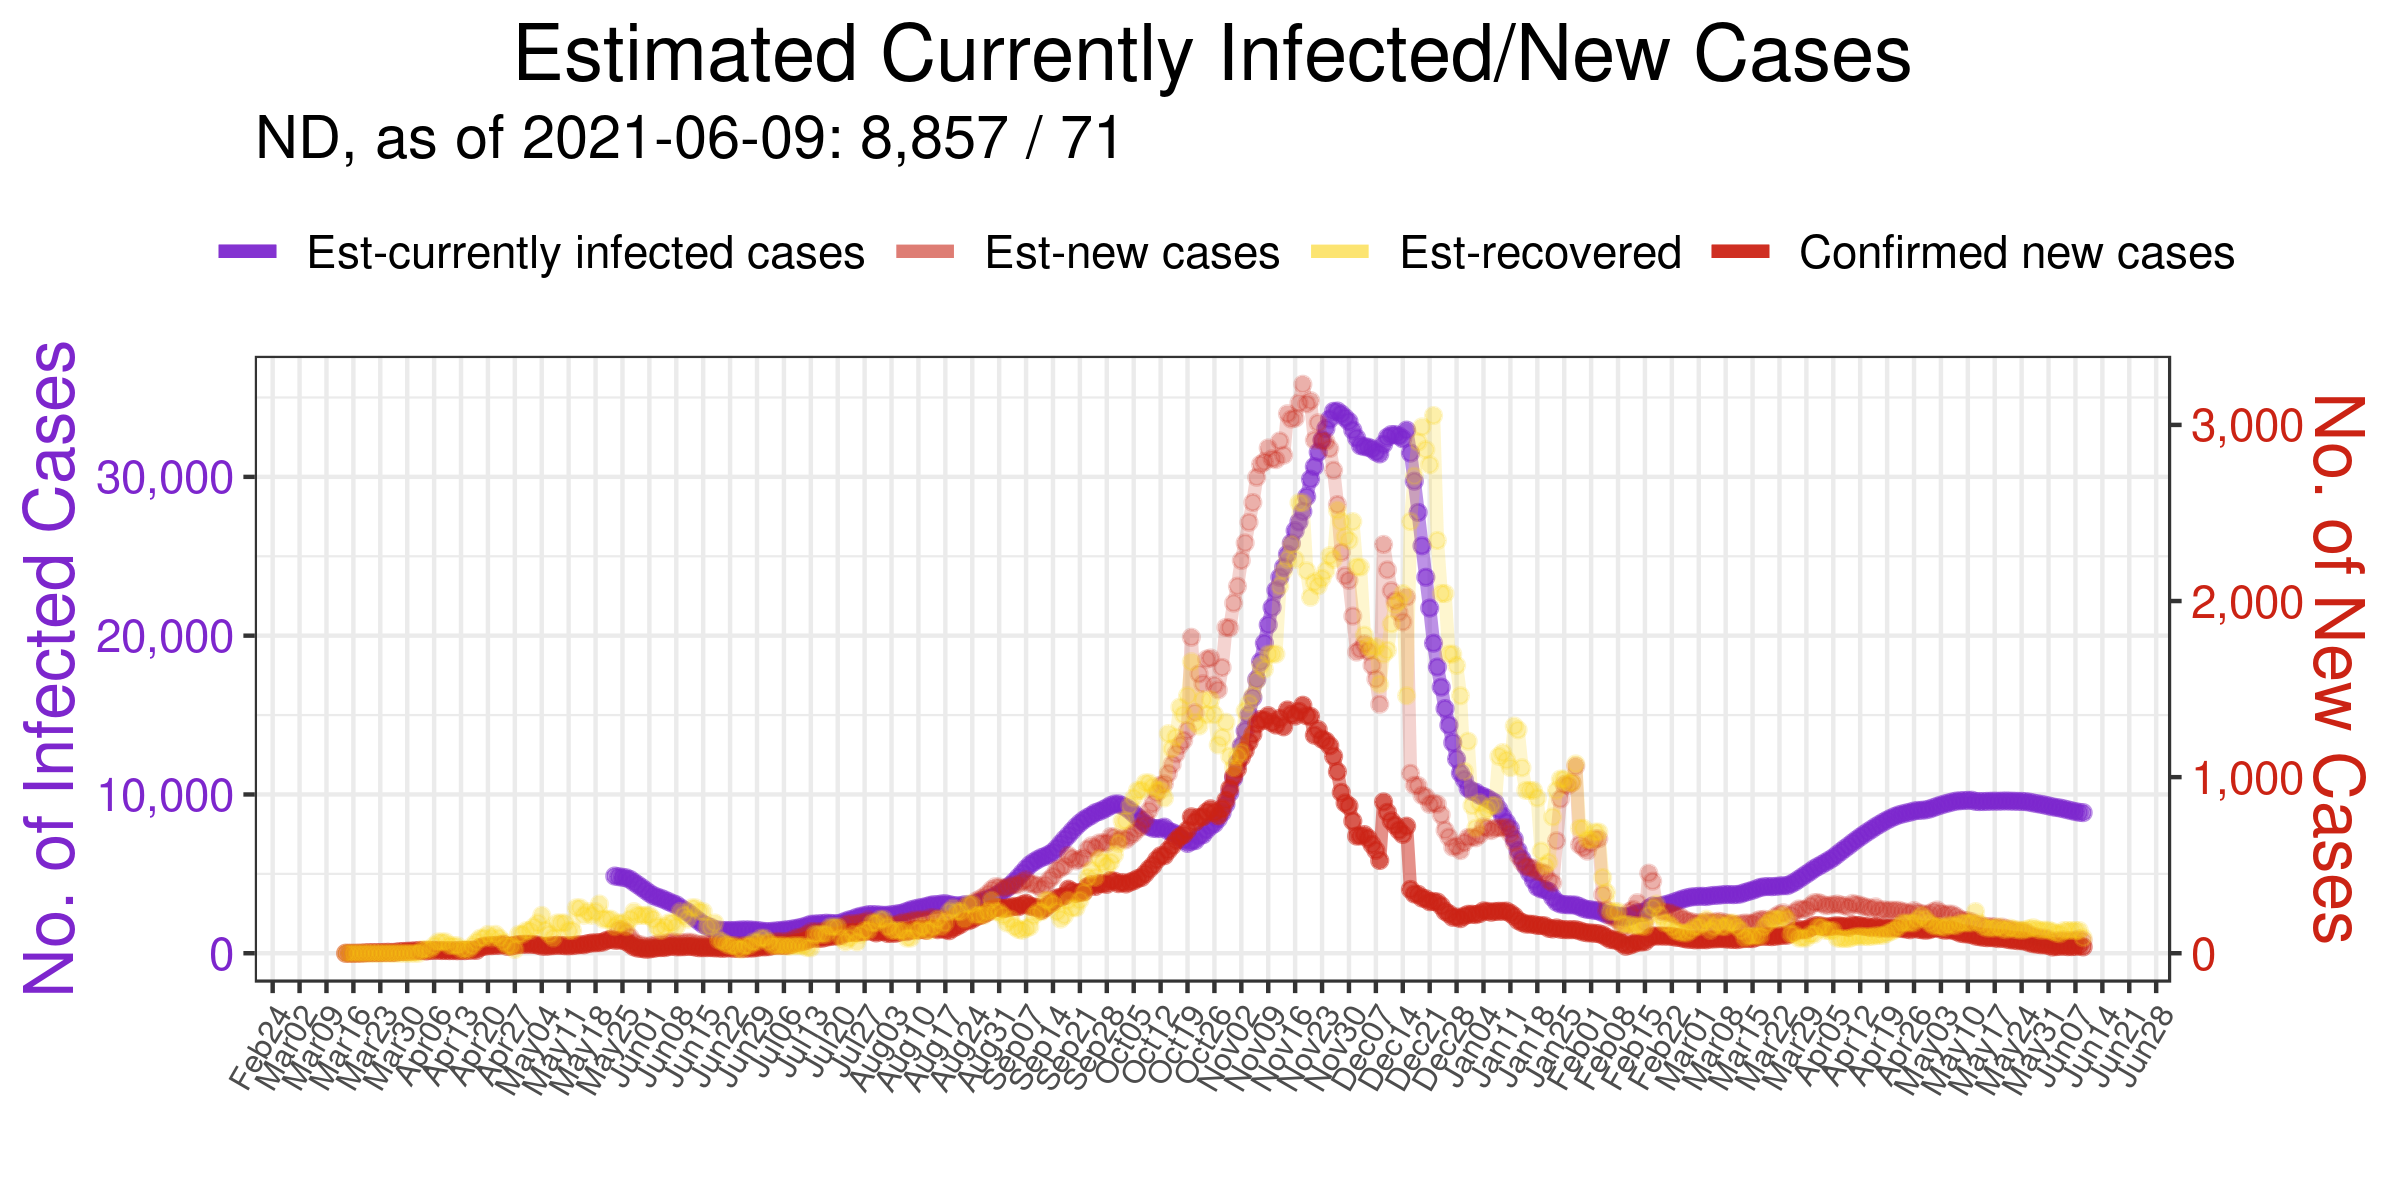 Estimated Currently Infected/New Cases
ND, as of 2021-06-09: 8,857 / 71
Est-currently infected cases Est-new cases Est-recovered Confirmed new cases
No. of Infected Cases
30,000
20,000
10,000
0
3,000
2,000
1,000
0
No. of New Cases
Feb24 Mar02 Mar09 Mar16 Mar23 Mar30 Apr06 Apr13 Apr20 Apr27 May04 May11 May18 May25 Jun01 Jun08 Jun15 Jun22 Jun29 Jul06 Jul13 Jul20 Jul27 Aug03 Aug10 Aug17 Aug24 Aug31 Sep07 Sep14 Sep21 Sep28 Oct05 Oct12 Oct19 Oct26 Nov02 Nov09 Nov16 Nov23 Nov30 Dec07 Dec14 Dec21 Dec28 Jan04 Jan11 Jan18 Jan25 Feb01 Feb08 Feb15 Feb22 Mar01 Mar08 Mar15 Mar22 Mar29 Apr05 Apr12 Apr19 Apr26 May03 May10 May17 May24 May31 Jun07 Jun14 Jun21 Jun28